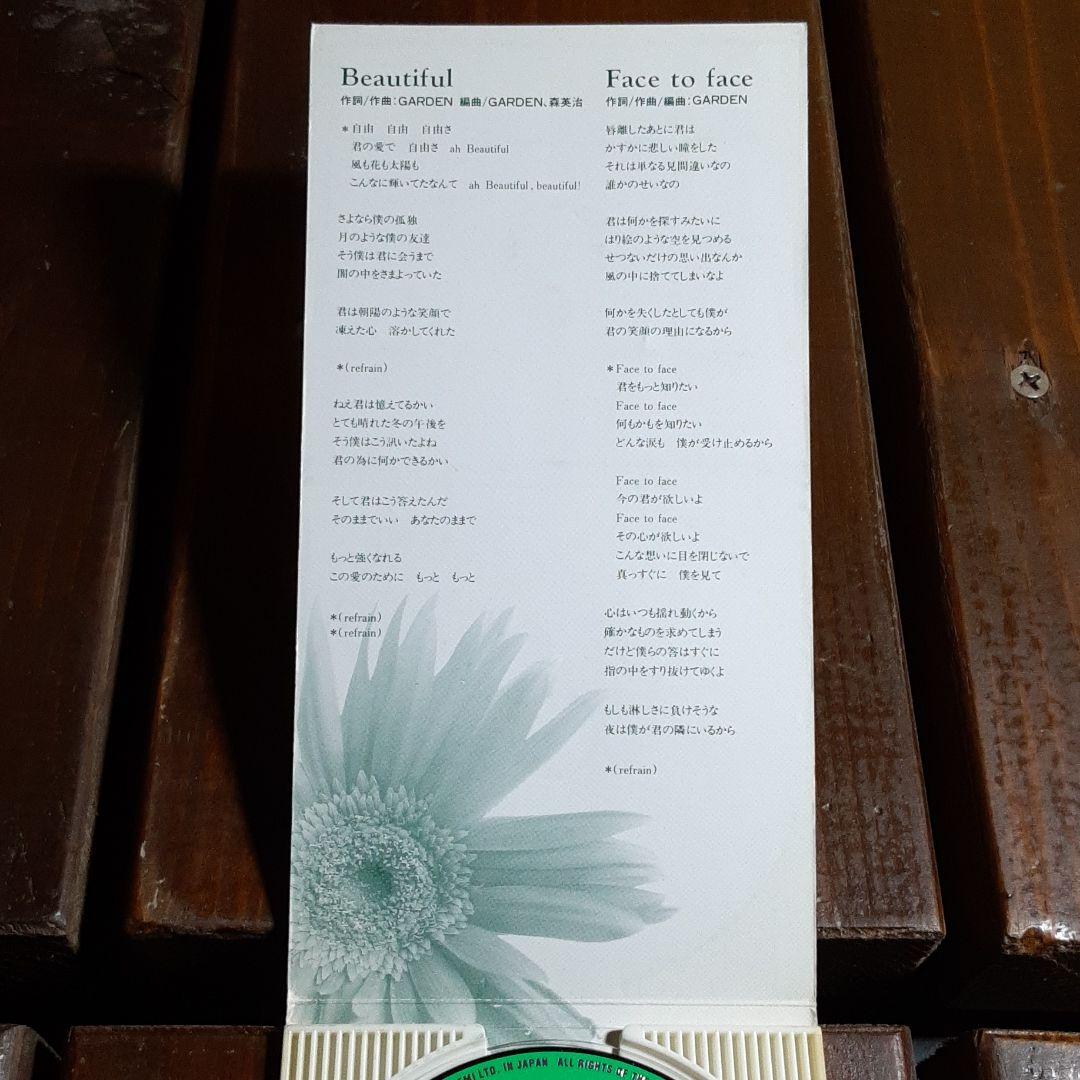 Beautiful
作詞/作曲:GARDEN 編曲/GARDEN、森英治
*自由 自由 自由さ
君の愛で 自由さ ah Beautiful
風も花も太陽も
こんなに輝いてたなんて ah Beautiful, beautiful!
さよなら僕の孤独
月のような僕の友達
そう僕は君に会うまで
闇の中をさまよっていた
君は朝陽のような笑顔で
凍えた心 溶かしてくれた
*(refrain)
ねえ君は憶えてるかい
とても晴れた冬の午後を
そう僕はこう訊いたよね
君の為に何かできるかい
そして君はこう答えたんだ
そのままでいい あなたのままで
もっと強くなれる
この愛のために もっと もっと
*(refrain)
*(refrain)
Face to face
作詞/作曲/編曲:GARDEN
唇離したあとに君は
かすかに悲しい瞳をした
それは単なる見間違いなの
誰かのせいなの
君は何かを探すみたいに
はり絵のような空を見つめる
せつないだけの思い出なんか
風の中に捨ててしまいなよ
何かを失くしたとしても僕が
君の笑顔の理由になるから
*Face to face
君をもっと知りたい
Face to face
何もかもを知りたい
どんな涙も 僕が受け止めるから
Face to face
今の君が欲しいよ
Face to face
その心が欲しいよ
こんな想いに目を閉じないで
真っすぐに 僕を見て
心はいつも揺れ動くから
確かなものを求めてしまう
だけど僕らの答はすぐに
指の中をすり抜けてゆくよ
もしも淋しさに負けそうな
夜は僕が君の隣にいるから
*(refrain)
EMI LTD. IN JAPAN. ALL RIGHTS OF